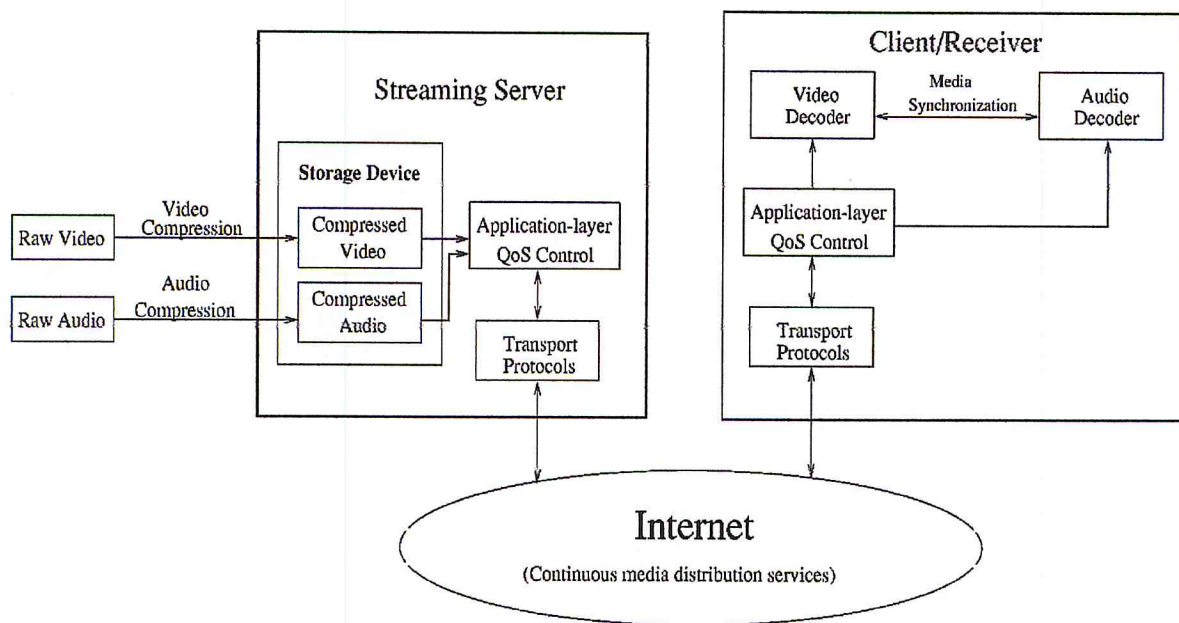 Streaming Server
Storage Device
Raw Video
Video
Compression
Compressed
Video
Application-layer
QoS Control
Raw Audio
Audio
Compression
Compressed
Audio
Transport
Protocols
Client/Receiver
Video
Decoder
Media
Synchronization
Audio
Decoder
Application-layer
QoS Control
Transport
Protocols
Internet
(Continuous media distribution services)